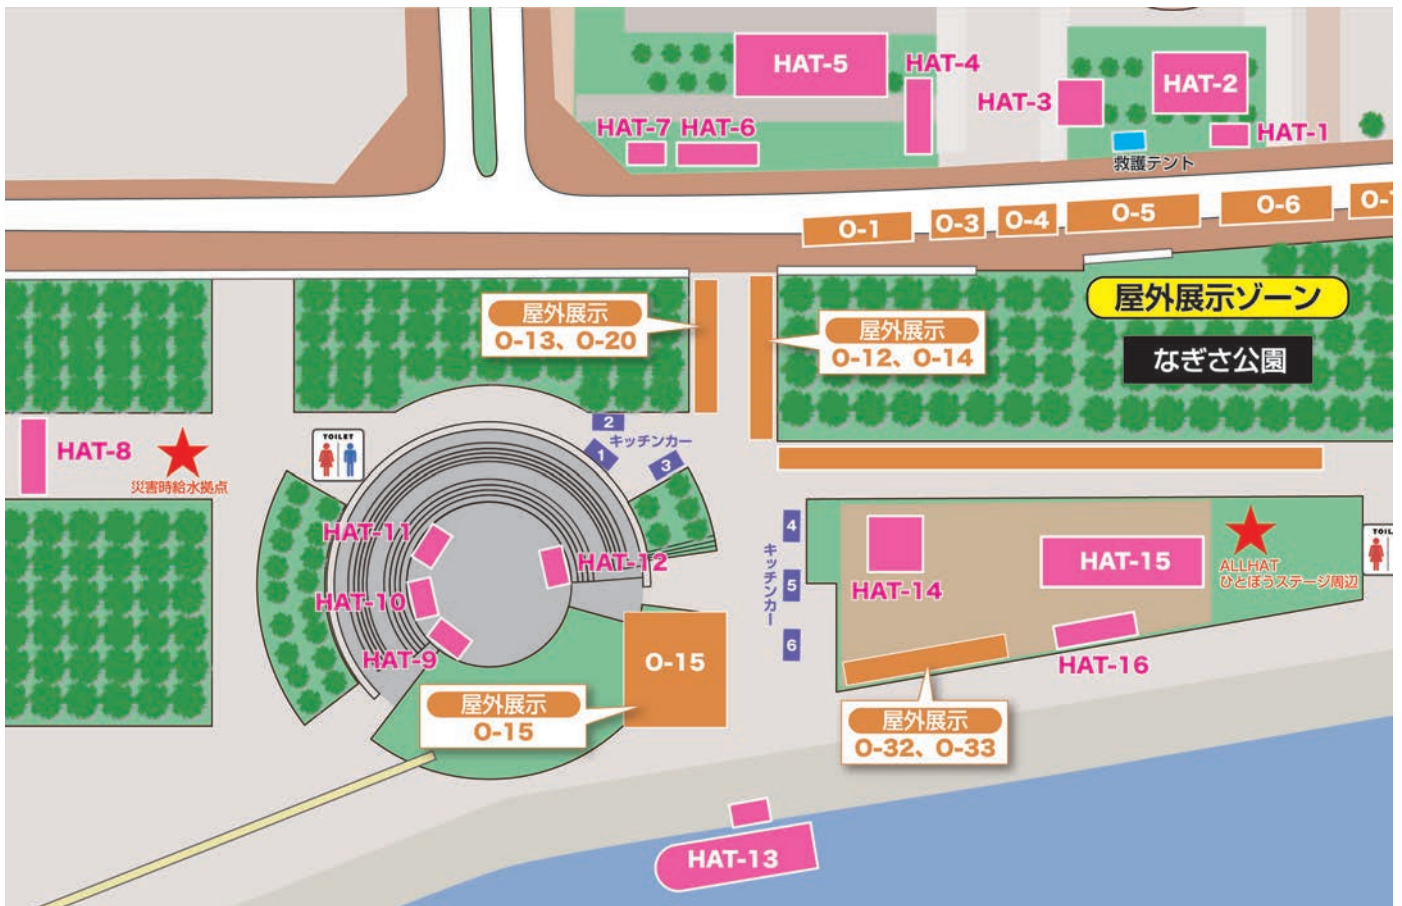 HAT-5
HAT-4
HAT-3
HAT-2
HAT-7
HAT-6
HAT-1
救護テント
O-1
O-3
O-4
O-5
O-6
屋外展示
O-13、O-20
屋外展示
O-12、O-14
屋外展示ゾーン
なぎさ公園
HAT-8
災害時給水拠点
TOILET
2
キッチンカー
1
3
HAT-11
HAT-12
HAT-10
HAT-9
4
キッチンカー
5
6
HAT-14
HAT-15
ALLHAT
ひとぼうステージ周辺
HAT-16
O-15
屋外展示
O-15
屋外展示
O-32、O-33
HAT-13